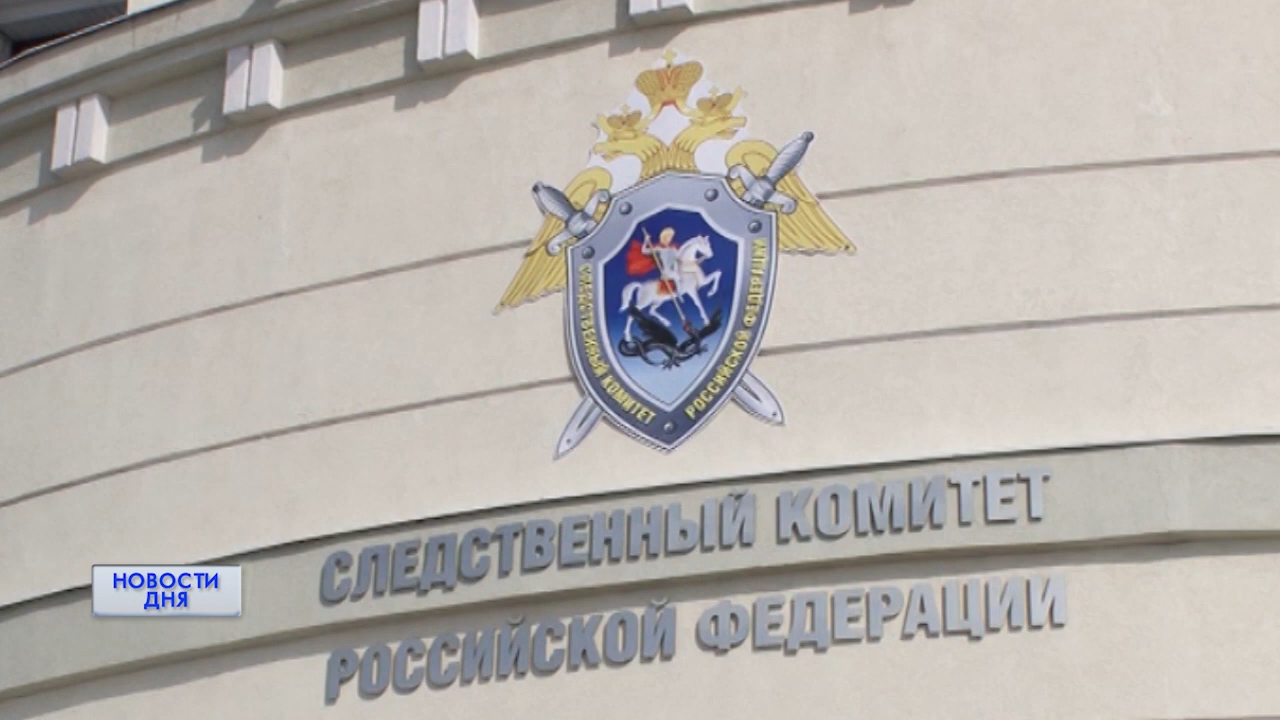 СЛЕДСТВЕННЫЙ КОМИТЕТ
РОССИЙСКОЙ ФЕДЕРАЦИИ
СЛЕДСТВЕННЫЙ КОМИТЕТ
РОССИЙСКОЙ ФЕДЕРАЦИИ
НОВОСТИ
ДНЯ